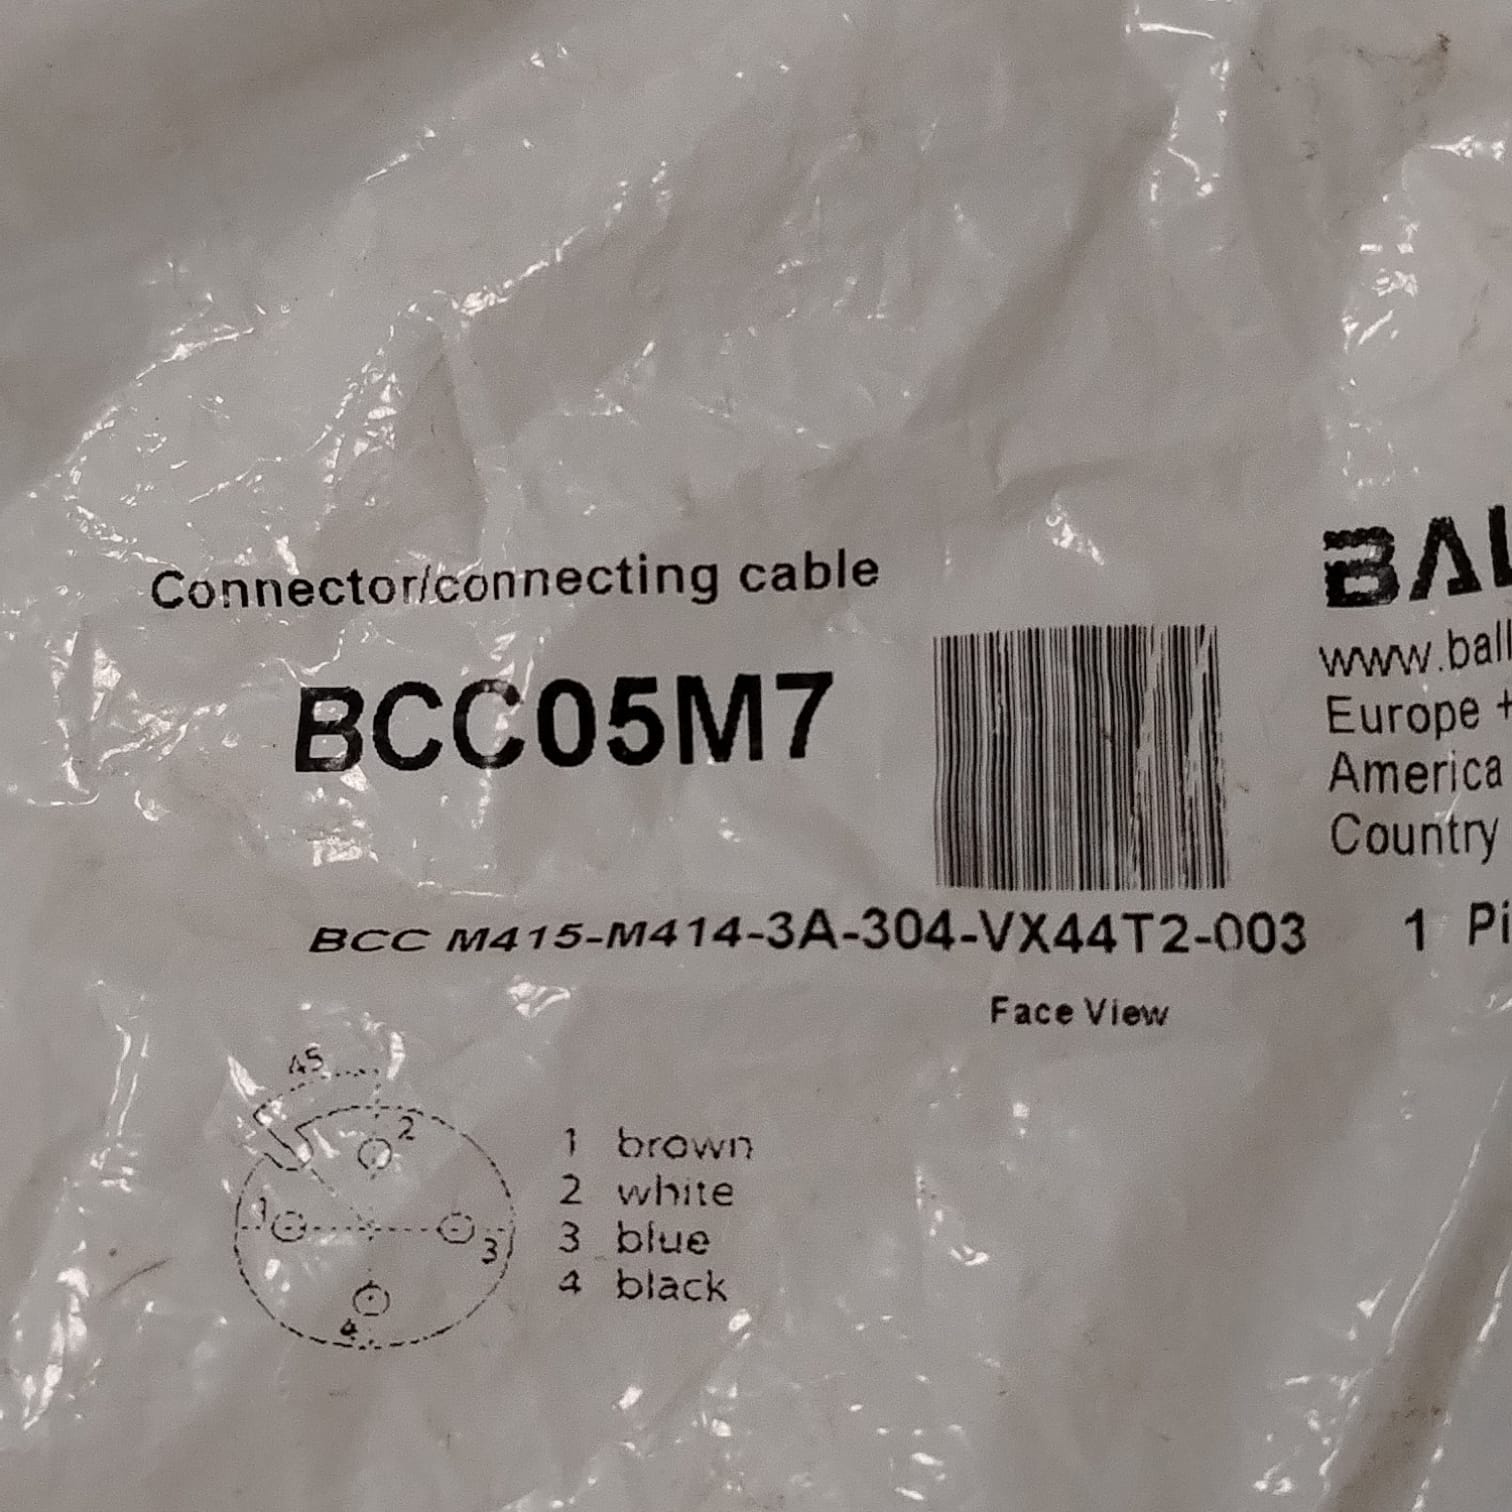 Connector/connecting cable
BCC05M7
BCC M415-M414-3A-304-VX44T2-003
Face View
45
2
1
3
4
1 brown
2 white
3 blue
4 black
BAL
www.ball
Europe +
America
Country
1 Pi